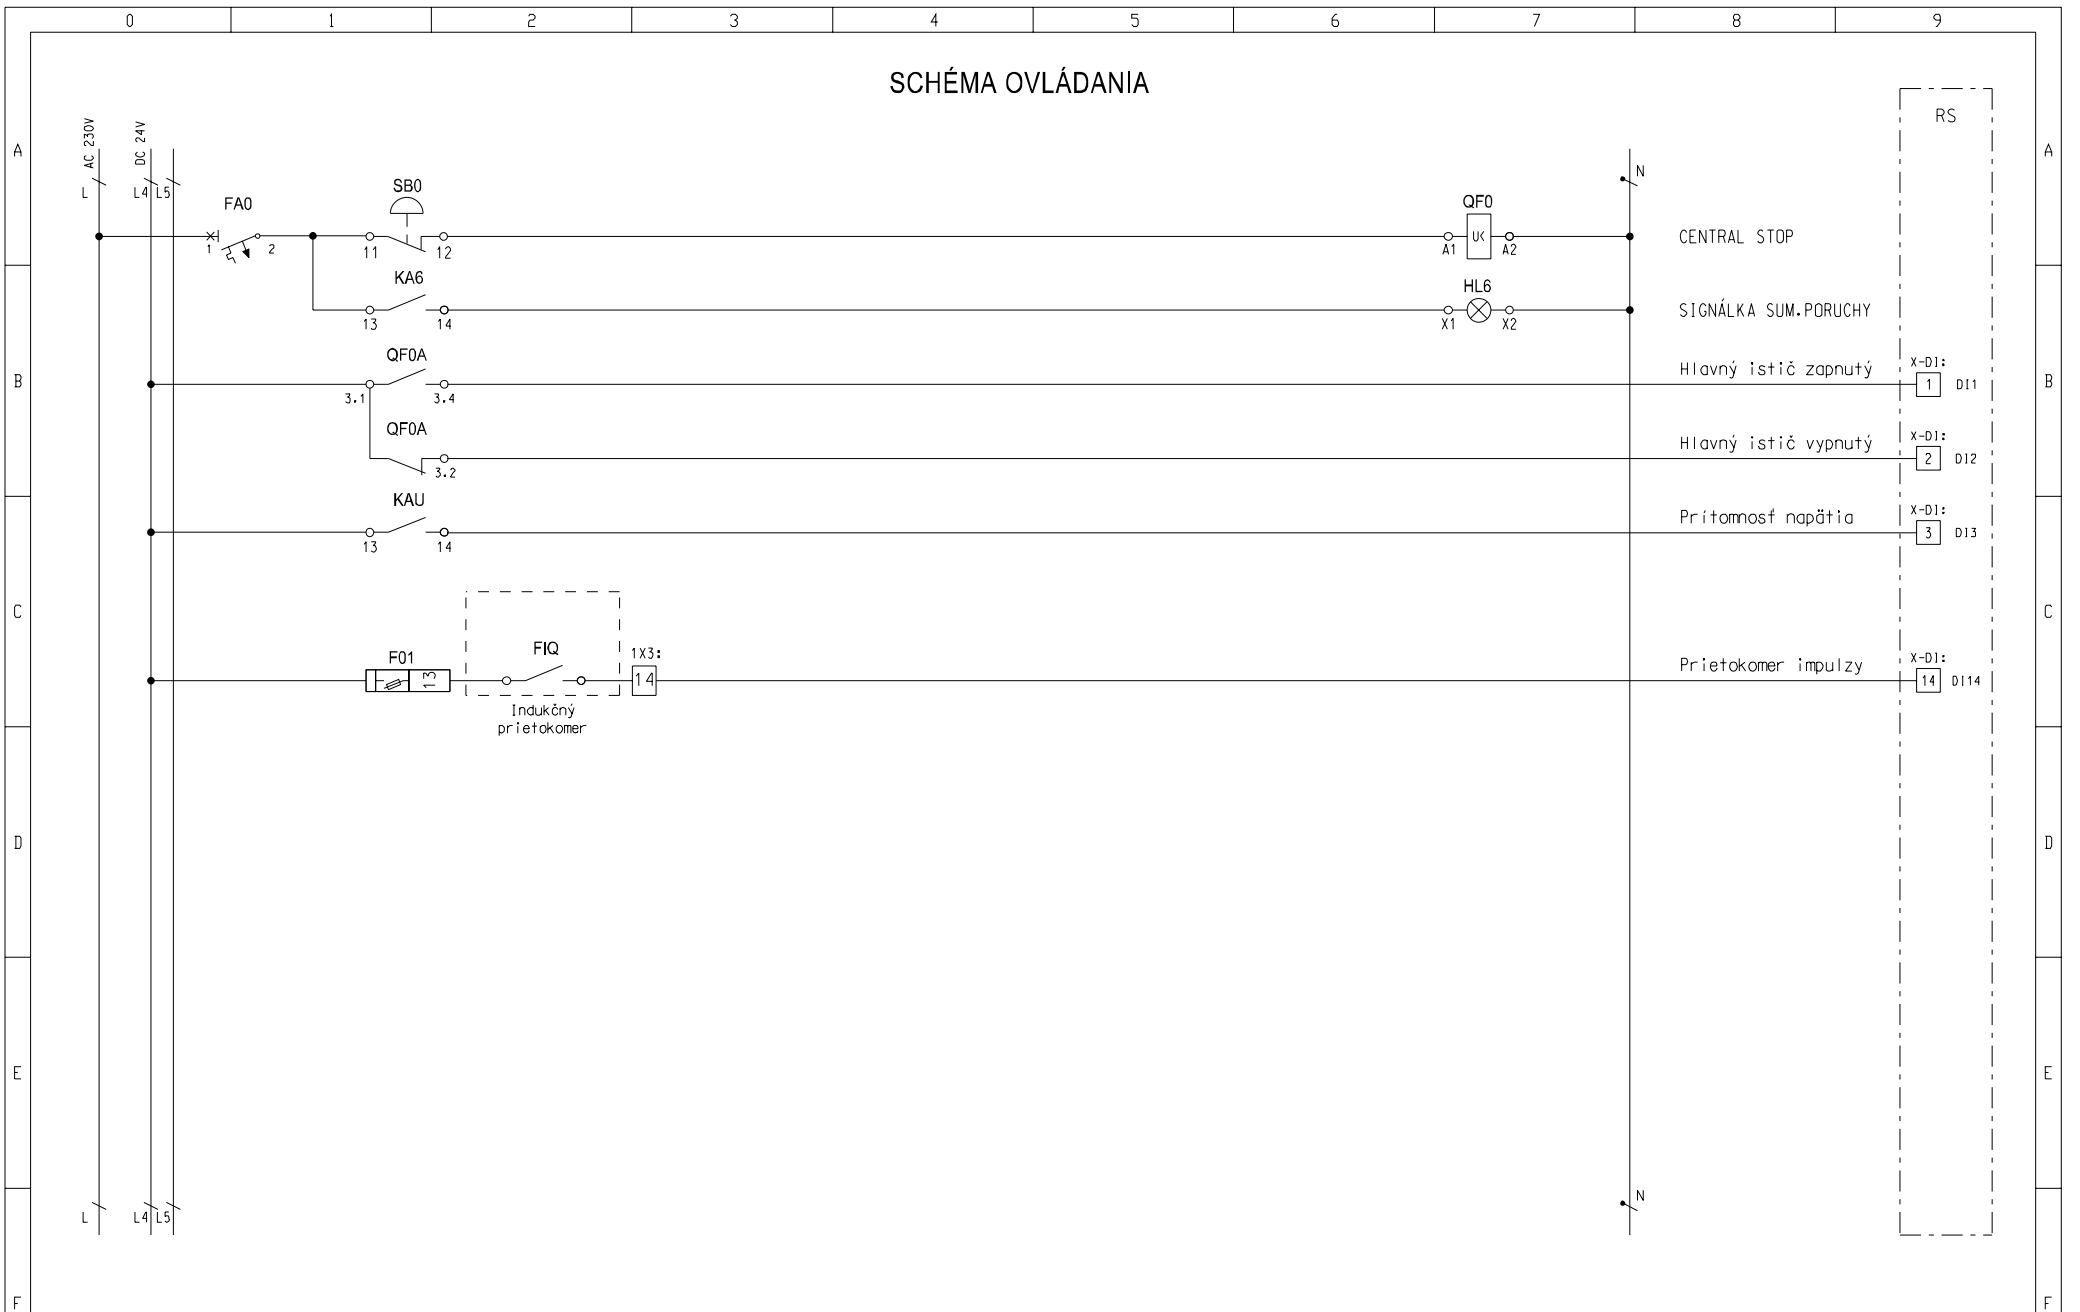 0 1 2 3 4 5 6 7 8 9
SCHÉMA OVLÁDANIA
RS
A A
AC 230V DC 24V
L L4 L5 N
FA0 SB0 QF0
1 2 11 12 A1 U< A2 CENTRAL STOP
KA6 HL6
13 14 X1 X2 SIGNÁLKA SUM.PORUCHY
B B
QF0A Hlavný istič zapnutý X-DI:
3.1 3.4 1 DI1
QF0A Hlavný istič vypnutý X-DI:
3.2 2 DI2
KAU Prítomnosť napätia X-DI:
13 14 3 DI3
C C
F01 FIQ 1X3: Prietokomer impulzy X-DI:
13 14 14 DI14
Indukčný
prietokomer
D D
E E
L L4 L5 N
F F